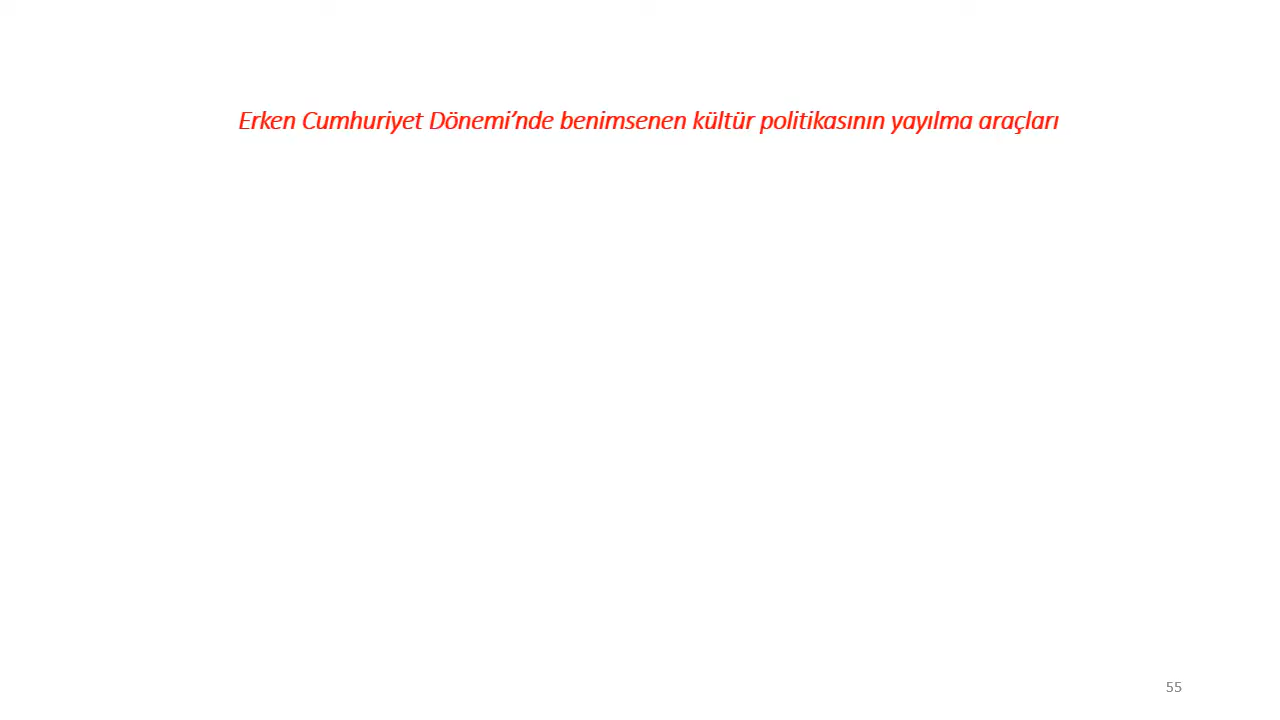 Erken Cumhuriyet Dönemi’nde benimsenen kültür politikasının yayılma araçları
55